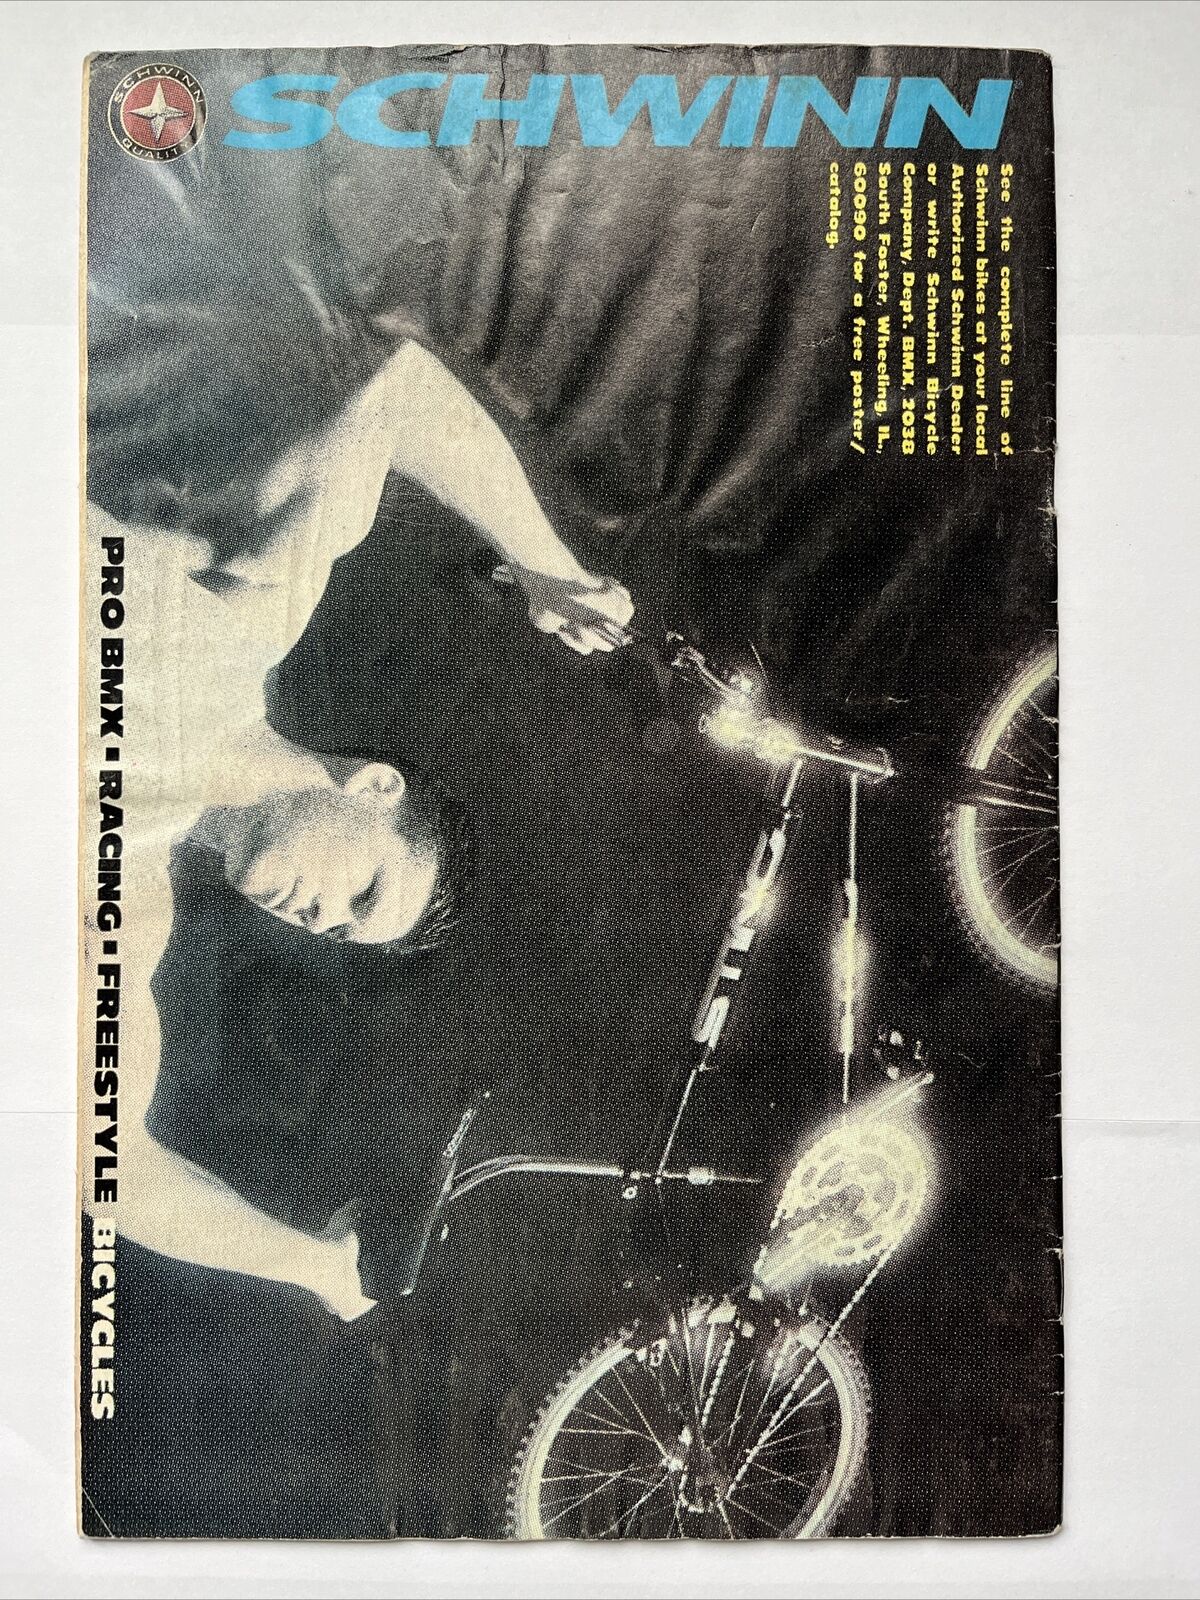 SCHWINN
QUALITY
SCHWINN
See the complete line of
Schwinn bikes at your local
Authorized Schwinn Dealer
or write Schwinn Bicycle
Company, Dept. BMX, 2038
South Foster, Wheeling, IL.,
60090 for a free poster/
catalog.
PRO BMX ▪ RACING ▪ FREESTYLE BICYCLES